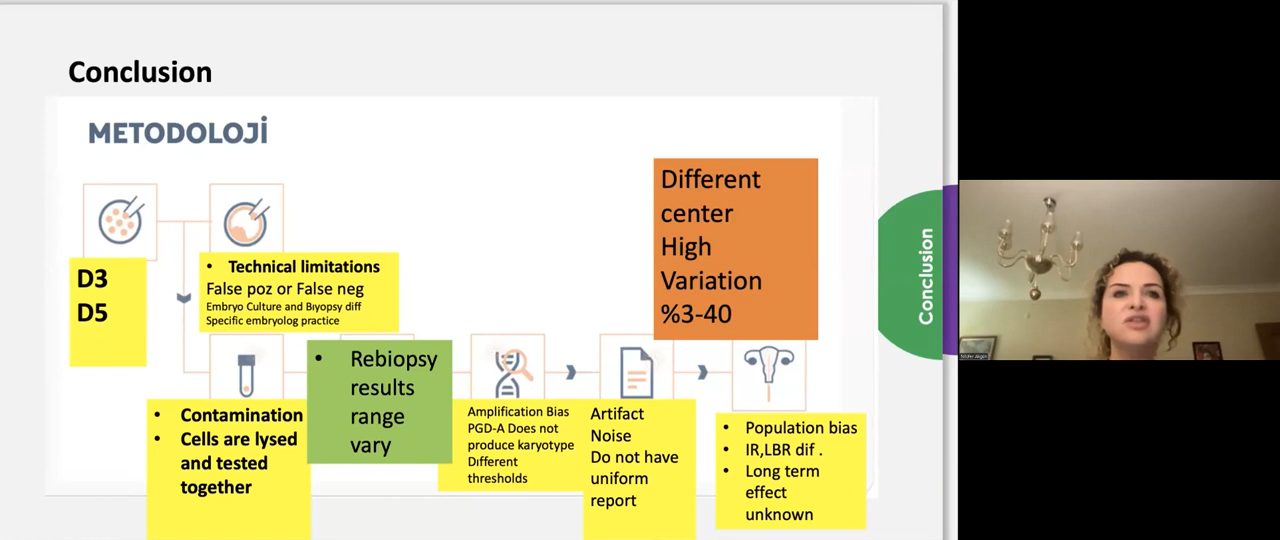 Conclusion
METODOLOJİ
D3
D5
• Technical limitations
False poz or False neg
Embryo Culture and Bıyopsy diff
Specific embryolog practice
Different
center
High
Variation
%3-40
• Contamination
• Cells are lysed
and tested
together
• Rebiopsy
results
range
vary
Amplification Bias
PGD-A Does not
produce karyotype
Dıfferent
thresholds
Artifact
Noise
Do not have
uniform
report
• Population bias
• IR,LBR dif .
• Long term
effect
unknown
Conclusion